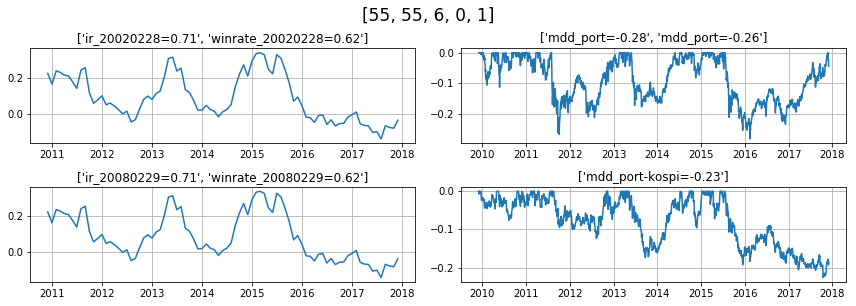 [55, 55, 6, 0, 1]
['ir_20020228=0.71', 'winrate_20020228=0.62']
0.2
0.0
2011 2012 2013 2014 2015 2016 2017 2018
['mdd_port=-0.28', 'mdd_port=-0.26']
0.0
−0.1
−0.2
2010 2011 2012 2013 2014 2015 2016 2017 2018
['ir_20080229=0.71', 'winrate_20080229=0.62']
0.2
0.0
2011 2012 2013 2014 2015 2016 2017 2018
['mdd_port-kospi=-0.23']
0.0
−0.1
−0.2
2010 2011 2012 2013 2014 2015 2016 2017 2018